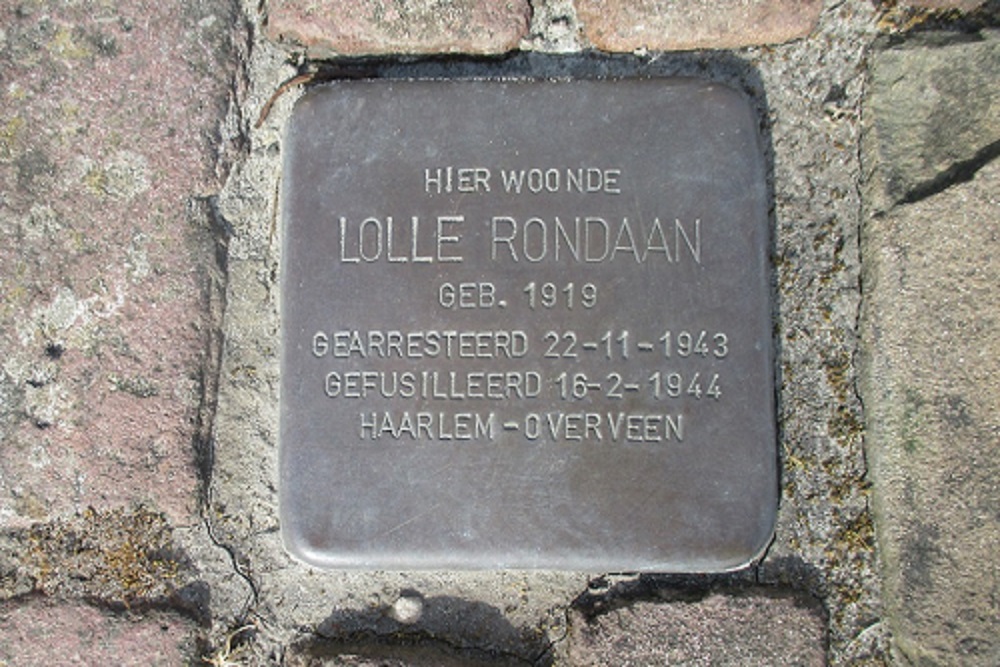 HIER WOONDE
LOLLE RONDAAN
GEB. 1919
GEARRESTEERD 22-11-1943
GEFUSILLEERD 16-2-1944
HAARLEM-OVERVEEN